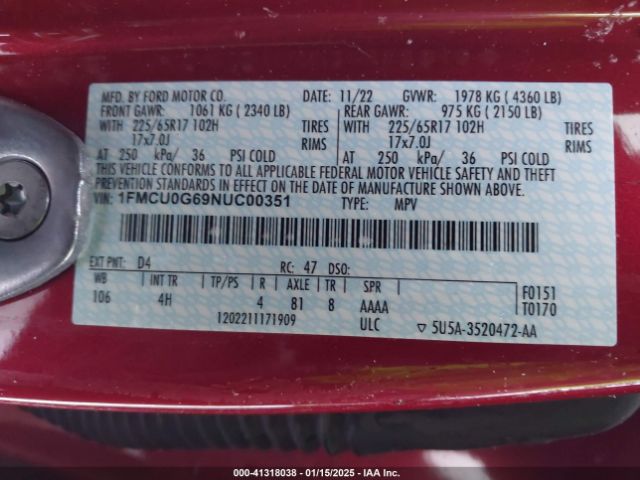 MFD. BY FORD MOTOR CO. DATE: 11/22 GVWR: 1978 KG ( 4360 LB)
FRONT GAWR: 1061 KG ( 2340 LB) REAR GAWR: 975 KG ( 2150 LB)
WITH 225/65R17 102H TIRES WITH 225/65R17 102H TIRES
17x7.0J RIMS 17x7.0J RIMS
AT 250 kPa/ 36 PSI COLD AT 250 kPa/ 36 PSI COLD
THIS VEHICLE CONFORMS TO ALL APPLICABLE FEDERAL MOTOR VEHICLE SAFETY AND THEFT
PREVENTION STANDARDS IN EFFECT ON THE DATE OF MANUFACTURE SHOWN ABOVE.
VIN: 1FMCU0G69NUC00351 TYPE: MPV
EXT PNT: D4 RC: 47 DSO:
WB INT TR TP/PS R AXLE TR SPR F0151
106 4H 4 81 8 AAAA T0170
1202211171909 ULC ▽ 5U5A-3520472-AA
000-41318038 - 01/15/2025 - IAA Inc.